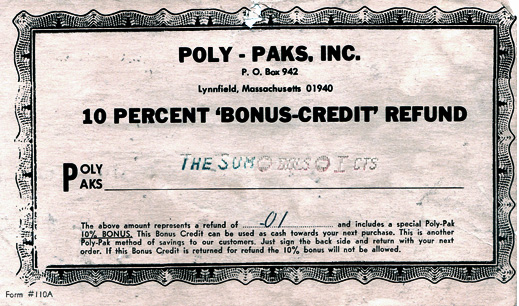 POLY - PAKS, INC.
P. O. Box 942
Lynnfield, Massachusetts 01940
10 PERCENT 'BONUS-CREDIT' REFUND
POLY PAKS
THE SUM 0 DOLS 0 1 CTS
The above amount represents a refund of .01 and includes a special Poly-Pak
10% BONUS. This Bonus Credit can be used as cash towards your next purchase. This is another
Poly-Pak method of savings to our customers. Just sign the back side and return with your next
order. If this Bonus Credit is returned for refund the 10% bonus will not be allowed.
Form #110A